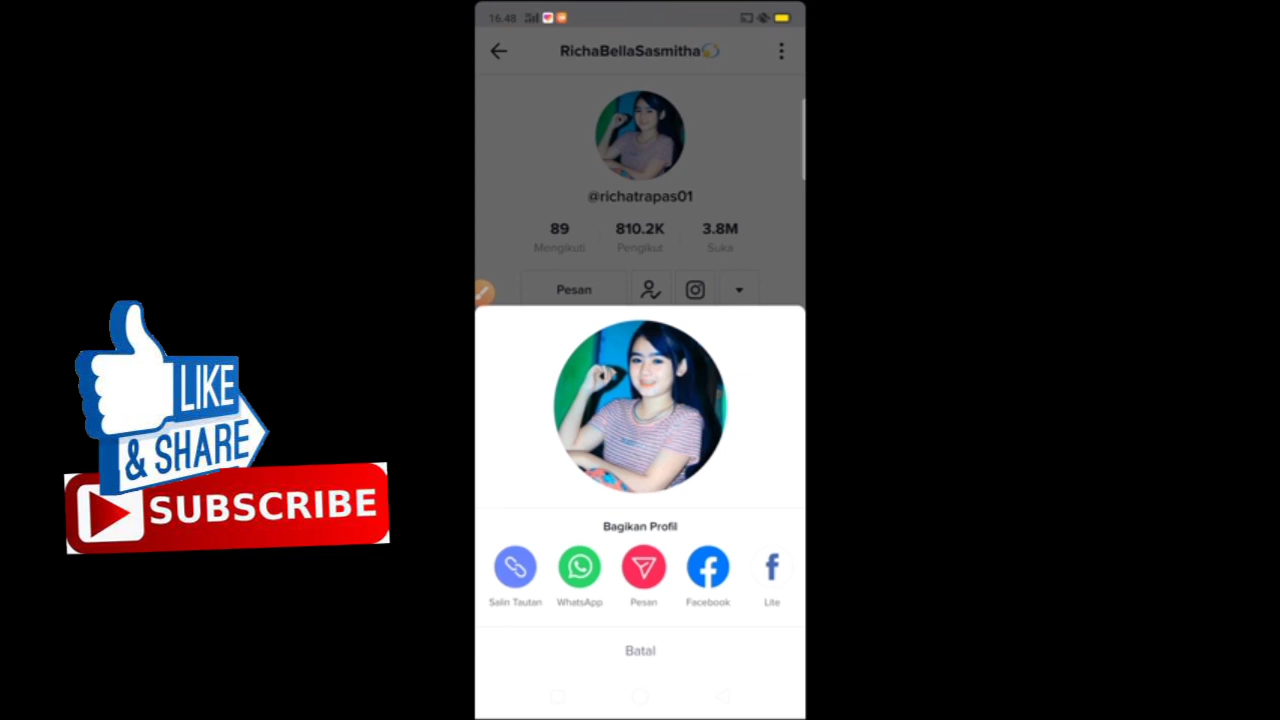 16.48
RichaBellaSasmitha
@richatrapas01
89 810.2K 3.8M
Mengikuti Pengikut Suka
Pesan
LIKE
& SHARE
SUBSCRIBE
Bagikan Profil
Salin Tautan WhatsApp Pesan Facebook Lite
Batal